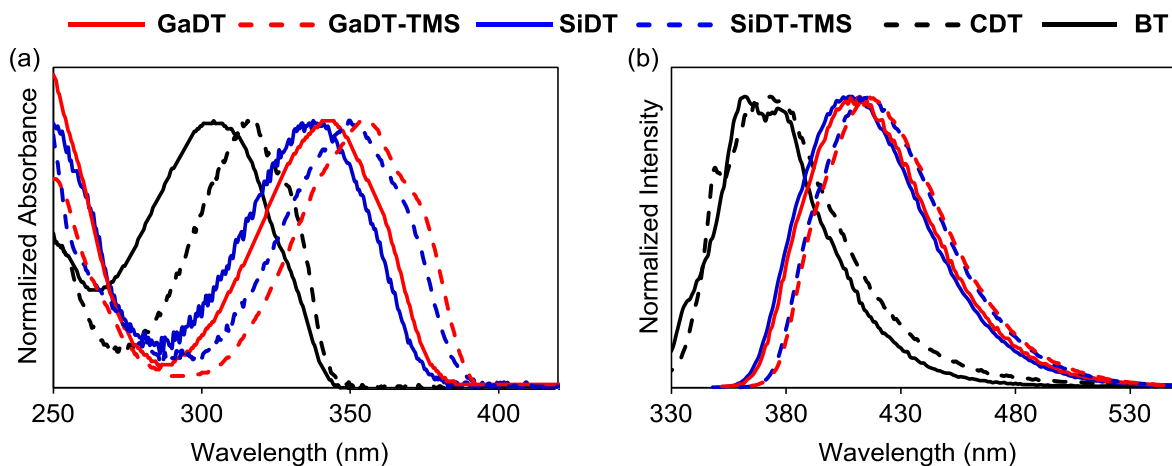 GaDT GaDT-TMS SiDT SiDT-TMS CDT BT
(a) (b)
Normalized Absorbance
250 300 350 400
Wavelength (nm)
Normalized Intensity
330 380 430 480 530
Wavelength (nm)